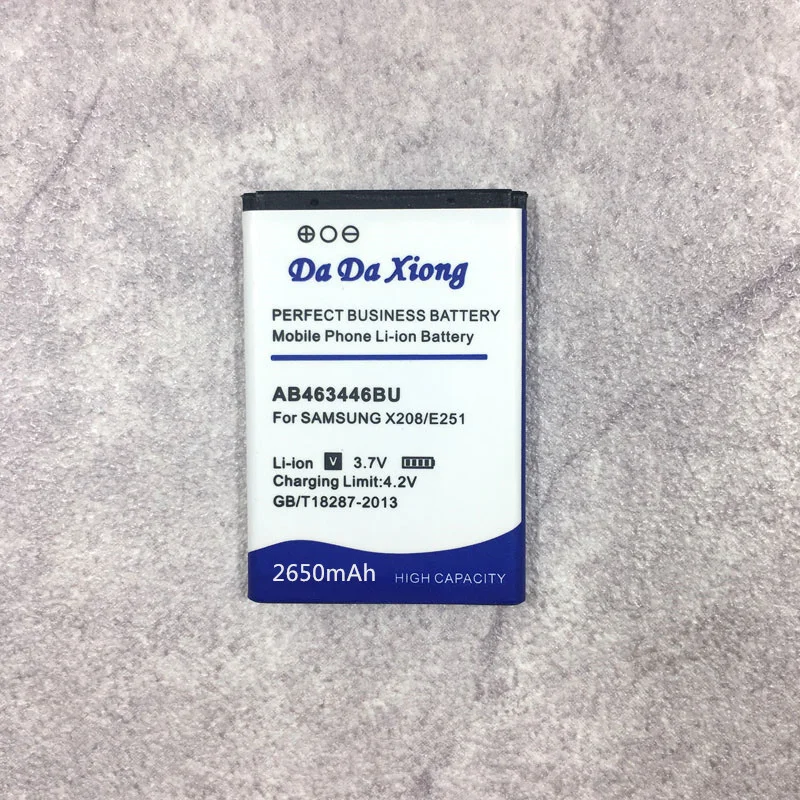 ⊕○⊖
Da Da Xiong
PERFECT BUSINESS BATTERY
Mobile Phone Li-ion Battery
AB463446BU
For SAMSUNG X208/E251
Li-ion V 3.7V
Charging Limit:4.2V
GB/T18287-2013
2650mAh HIGH CAPACITY